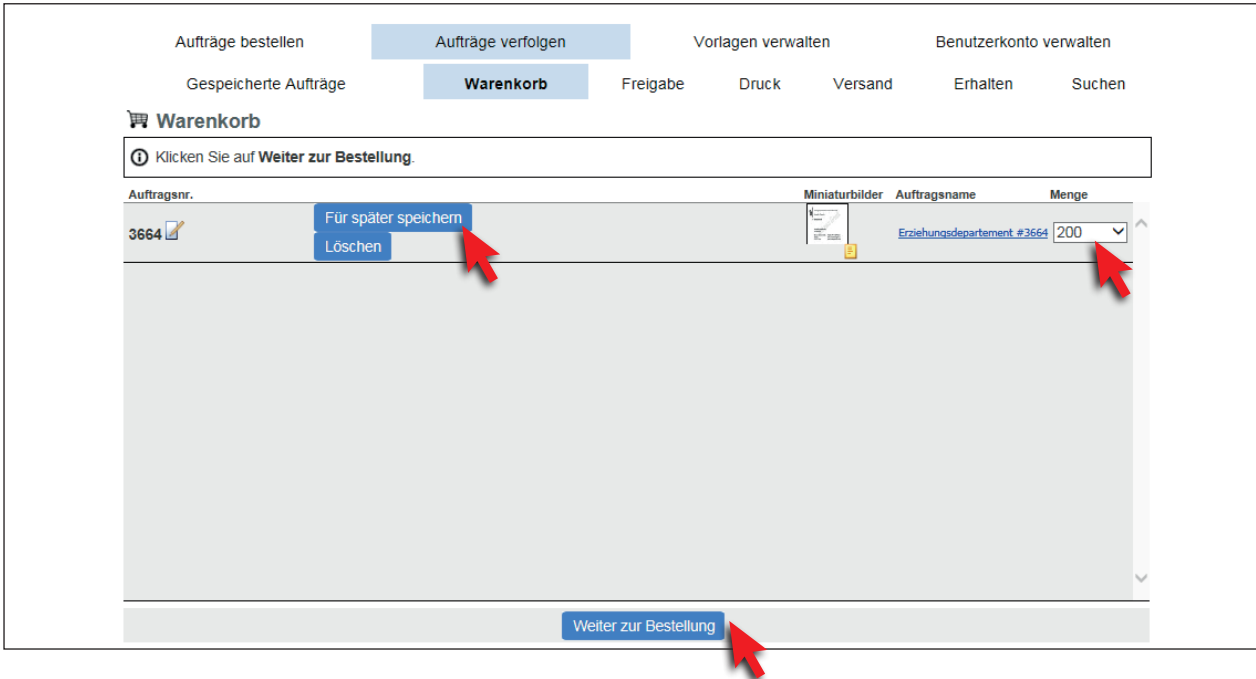 Aufträge bestellen Aufträge verfolgen Vorlagen verwalten Benutzerkonto verwalten
Gespeicherte Aufträge Warenkorb Freigabe Druck Versand Erhalten Suchen
Warenkorb
Klicken Sie auf Weiter zur Bestellung.
Auftragsnr. Miniaturbilder Auftragsname Menge
Für später speichern
3664 Erziehungsdepartement #3664 200
Löschen
Weiter zur Bestellung